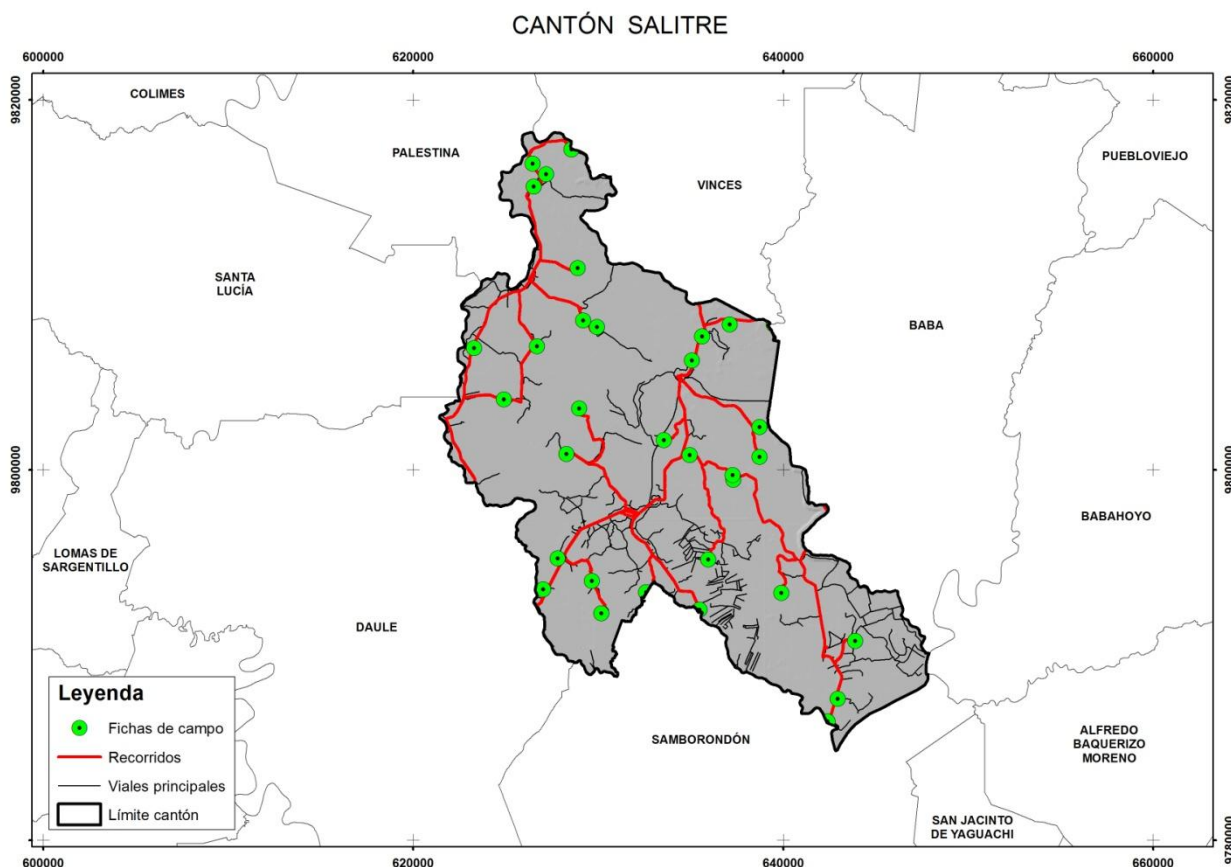 CANTÓN SALITRE
600000
620000
640000
660000
9820000
9820000
COLIMES
PALESTINA
VINCES
PUEBLOVIEJO
SANTA
LUCÍA
BABA
9800000
9800000
BABAHOYO
LOMAS DE
SARGENTILLO
DAULE
SAMBORONDÓN
ALFREDO
BAQUERIZO
MORENO
SAN JACINTO
DE YAGUACHI
Leyenda
Fichas de campo
Recorridos
Viales principales
Límite cantón
9780000
9780000
600000
620000
640000
660000